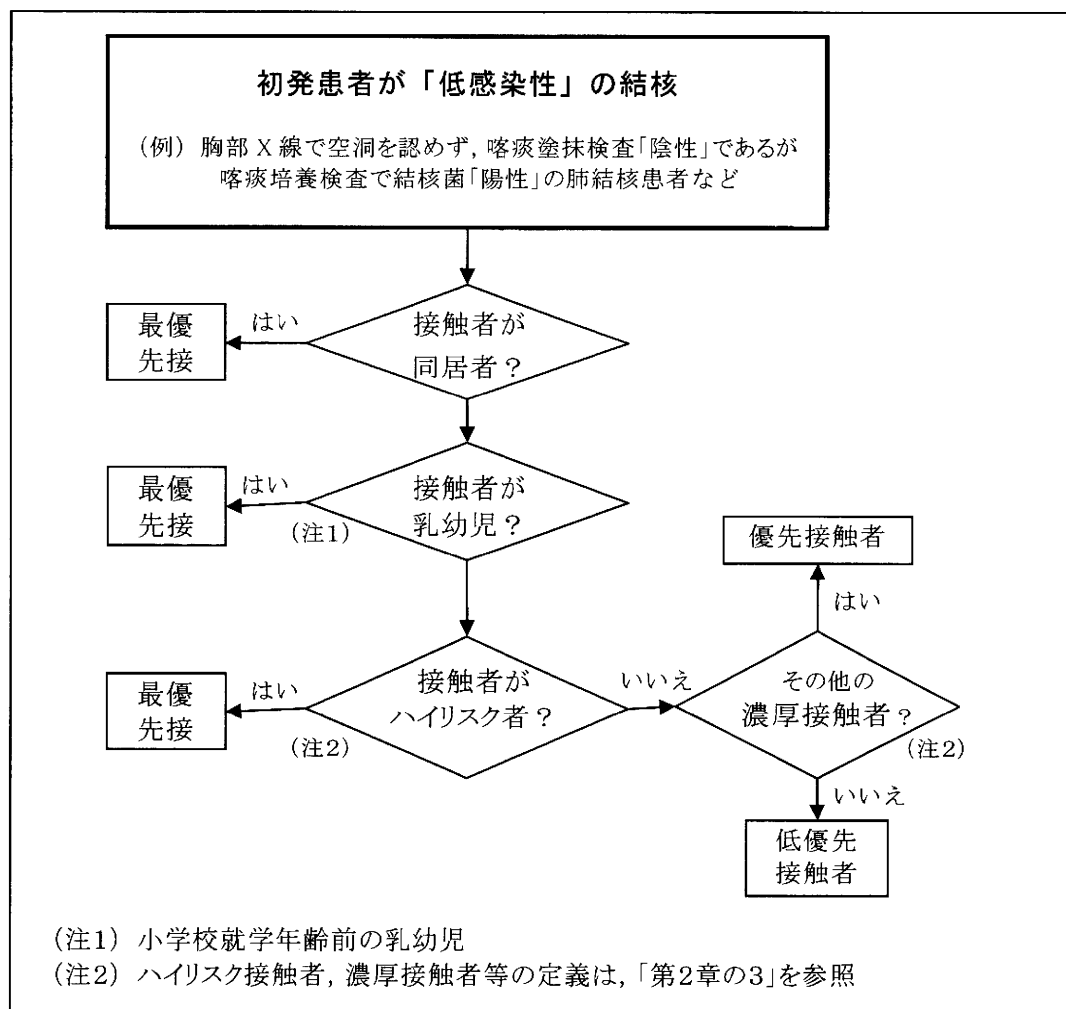 初発患者が「低感染性」の結核
(例) 胸部 X 線で空洞を認めず, 喀痰塗抹検査「陰性」であるが
喀痰培養検査で結核菌「陽性」の肺結核患者など
最優
先接
はい
接触者が
同居者?
最優
先接
はい
(注1)
接触者が
乳幼児?
優先接触者
はい
最優
先接
はい
(注2)
接触者が
ハイリスク者?
いいえ
その他の
濃厚接触者?
(注2)
いいえ
低優先
接触者
(注1) 小学校就学年齢前の乳幼児
(注2) ハイリスク接触者, 濃厚接触者等の定義は, 「第2章の3」を参照